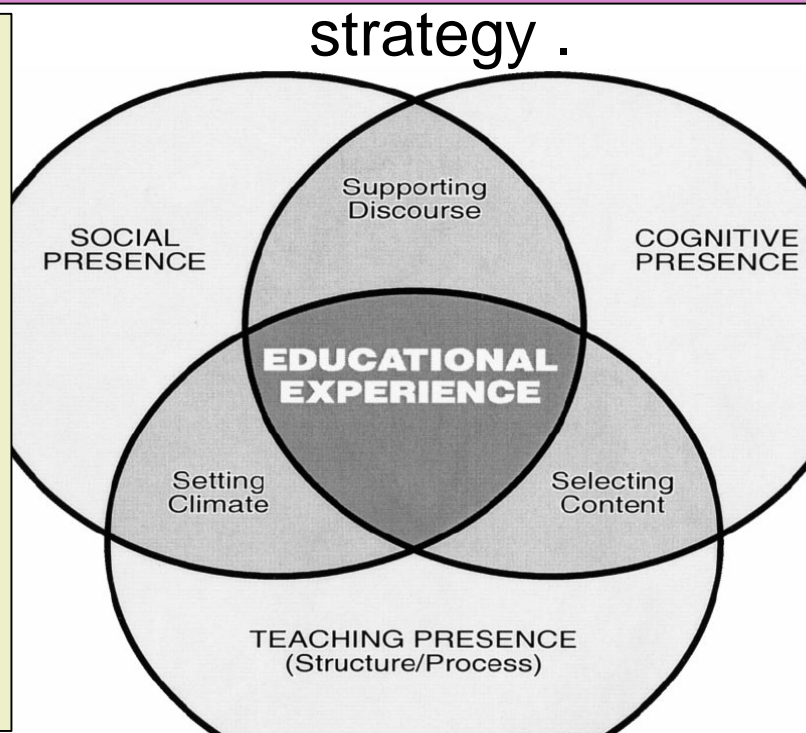 strategy .
Supporting
Discourse
SOCIAL
PRESENCE
COGNITIVE
PRESENCE
EDUCATIONAL
EXPERIENCE
Setting
Climate
Selecting
Content
TEACHING PRESENCE
(Structure/Process)